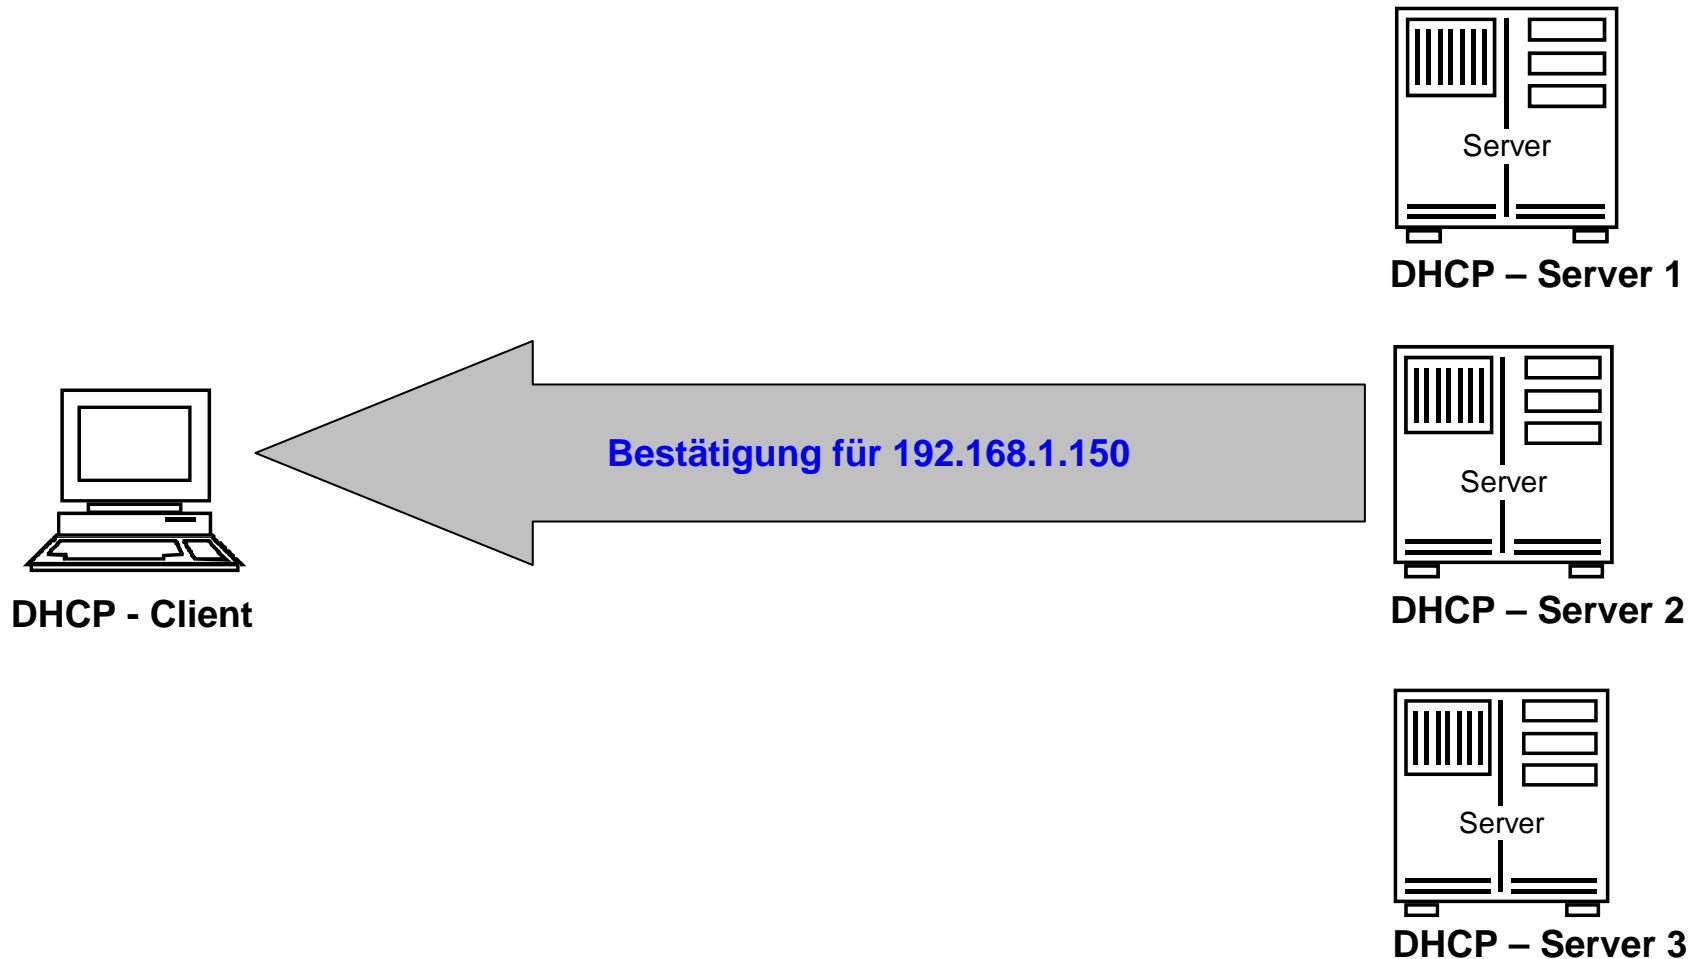 Server
DHCP – Server 1
Bestätigung für 192.168.1.150
Server
DHCP - Client
DHCP – Server 2
Server
DHCP – Server 3